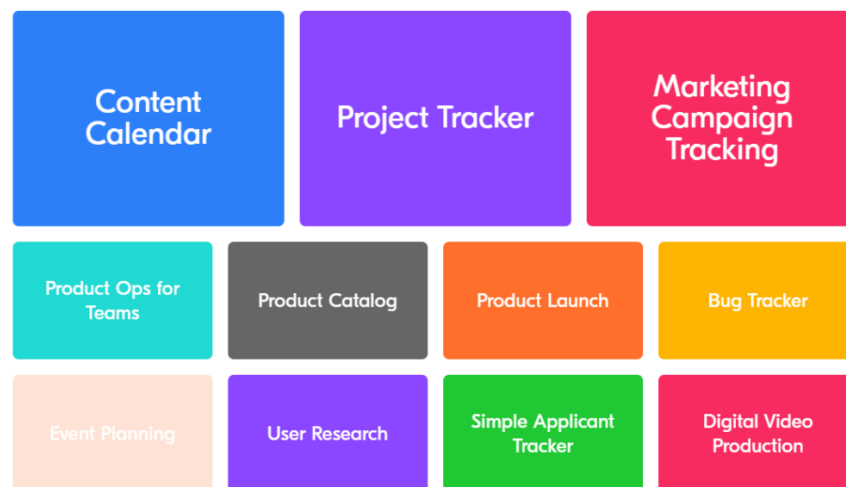 Content
Calendar
Project Tracker
Marketing
Campaign
Tracking
Product Ops for
Teams
Product Catalog
Product Launch
Bug Tracker
Event Planning
User Research
Simple Applicant
Tracker
Digital Video
Production